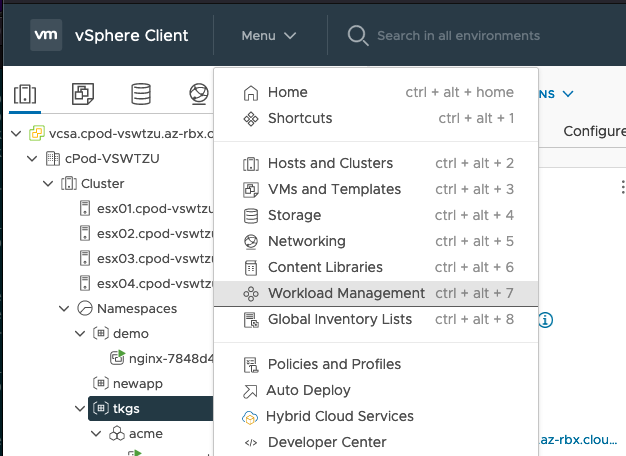 vm vSphere Client Menu Search in all environments
Home ctrl + alt + home
Shortcuts ctrl + alt + 1
Hosts and Clusters ctrl + alt + 2
VMs and Templates ctrl + alt + 3
Storage ctrl + alt + 4
Networking ctrl + alt + 5
Content Libraries ctrl + alt + 6
Workload Management ctrl + alt + 7
Global Inventory Lists ctrl + alt + 8
Policies and Profiles
Auto Deploy
Hybrid Cloud Services
Developer Center
vcsa.cpod-vswtzu.az-rbx.c
cPod-VSWTZU
Cluster
esx01.cpod-vswtzu
esx02.cpod-vswtzu
esx03.cpod-vswtzu
esx04.cpod-vswtzu
Namespaces
demo
nginx-7848d4
newapp
tkgs
acme
NS
Configure
az-rbx.clou...